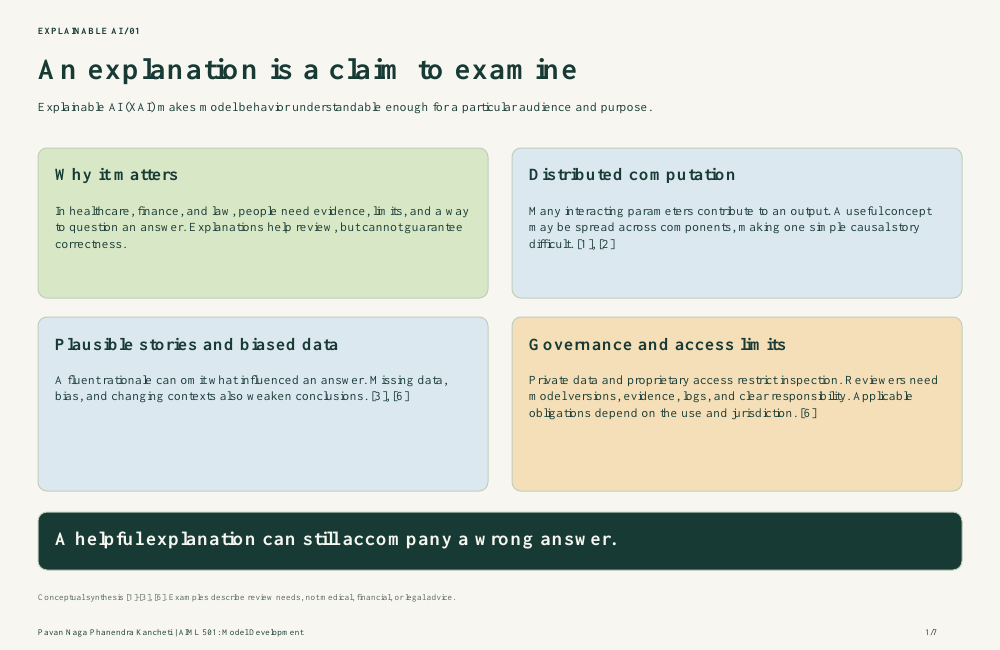 EXPLAINABLE AI/01
An explanation is a claim to examine
Explainable AI (XAI) makes model behavior understandable enough for a particular audience and purpose.
Why it matters
In healthcare, finance, and law, people need evidence, limits, and a way
to question an answer. Explanations help review, but cannot guarantee
correctness.
Distributed computation
Many interacting parameters contribute to an output. A useful concept
may be spread across components, making one simple causal story
difficult. [1], [2]
Plausible stories and biased data
A fluent rationale can omit what influenced an answer. Missing data,
bias, and changing contexts also weaken conclusions. [3], [6]
Governance and access limits
Private data and proprietary access restrict inspection. Reviewers need
model versions, evidence, logs, and clear responsibility. Applicable
obligations depend on the use and jurisdiction. [6]
A helpful explanation can still accompany a wrong answer.
Conceptual synthesis [1]-[3], [6]. Examples describe review needs, not medical, financial, or legal advice.
Pavan Naga Phanendra Kancheti | AIML 501: Model Development
1/7